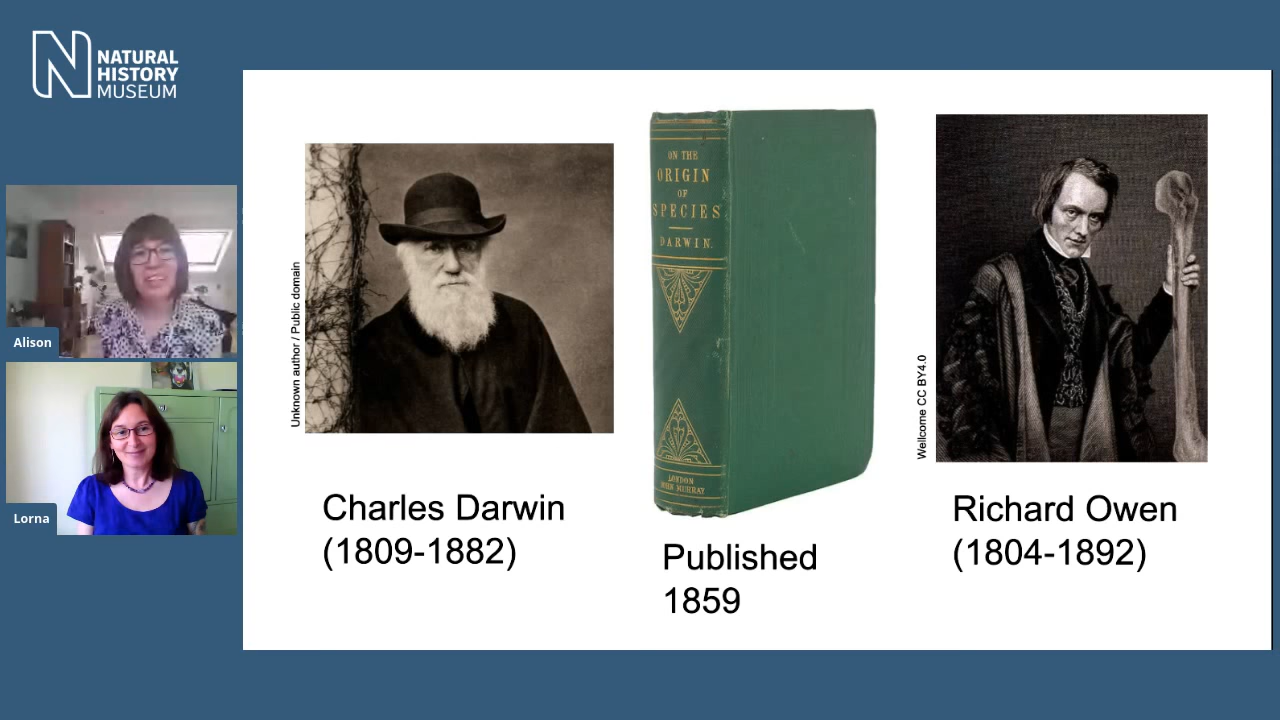 NATURAL
HISTORY
MUSEUM
Alison
Lorna
Unknown author / Public domain
Charles Darwin
(1809-1882)
ON THE
ORIGIN
OF
SPECIES
DARWIN.
LONDON
JOHN MURRAY
Published
1859
Wellcome CC BY4.0
Richard Owen
(1804-1892)